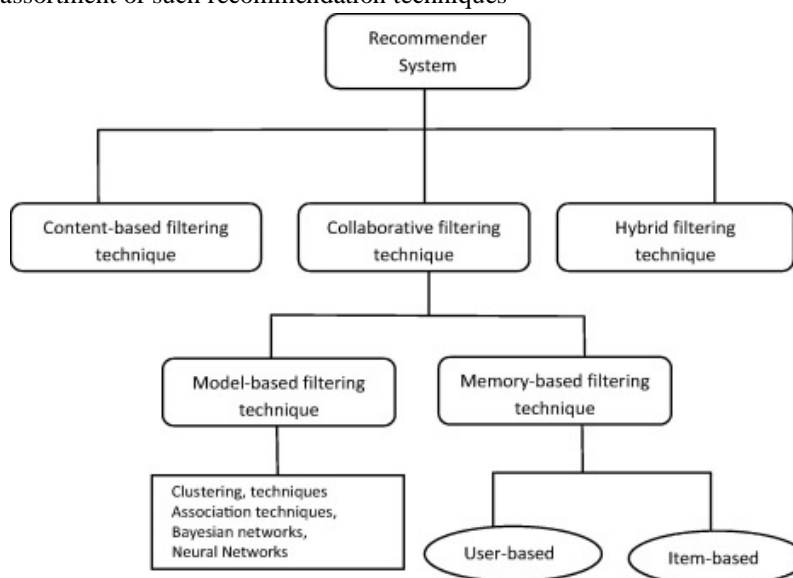 assortment of such recommendation techniques
Recommender
System
Content-based filtering
technique
Collaborative filtering
technique
Hybrid filtering
technique
Model-based filtering
technique
Memory-based filtering
technique
Clustering, techniques
Association techniques,
Bayesian networks,
Neural Networks
User-based
Item-based